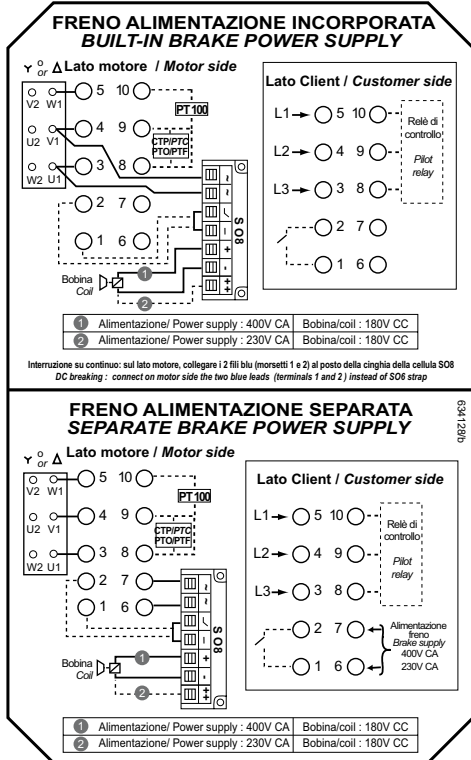 FRENO ALIMENTAZIONE INCORPORATA
BUILT-IN BRAKE POWER SUPPLY
Y o or Δ Lato motore / Motor side
V2 W1 5 10
PT100
U2 V1 4 9
CTP/PTC
PTO/PTF
W2 U1 3 8
2 7
1 6
~
~
S O8
-
+
-
++
Bobina
Coil
1
2
Lato Client / Customer side
L1 5 10
Relè di
controllo
L2 4 9
Pilot
relay
L3 3 8
2 7
1 6
1 Alimentazione/ Power supply : 400V CA Bobina/coil : 180V CC
2 Alimentazione/ Power supply : 230V CA Bobina/coil : 180V CC
Interruzione su continuo: sul lato motore, collegare i 2 fili blu (morsetti 1 e 2) al posto della cinghia della cellula SO8
DC breaking : connect on motor side the two blue leads (terminals 1 and 2 ) instead of SO6 strap
FRENO ALIMENTAZIONE SEPARATA
SEPARATE BRAKE POWER SUPPLY
634128/b
Y o or Δ Lato motore / Motor side
V2 W1 5 10
PT100
U2 V1 4 9
CTP/PTC
PTO/PTF
W2 U1 3 8
2 7
1 6
~
~
S O8
-
+
-
++
Bobina
Coil
1
2
Lato Client / Customer side
L1 5 10
Relè di
controllo
L2 4 9
Pilot
relay
L3 3 8
2 7
1 6
Alimentazione
freno
Brake supply
400V CA
230V CA
1 Alimentazione/ Power supply : 400V CA Bobina/coil : 180V CC
2 Alimentazione/ Power supply : 230V CA Bobina/coil : 180V CC